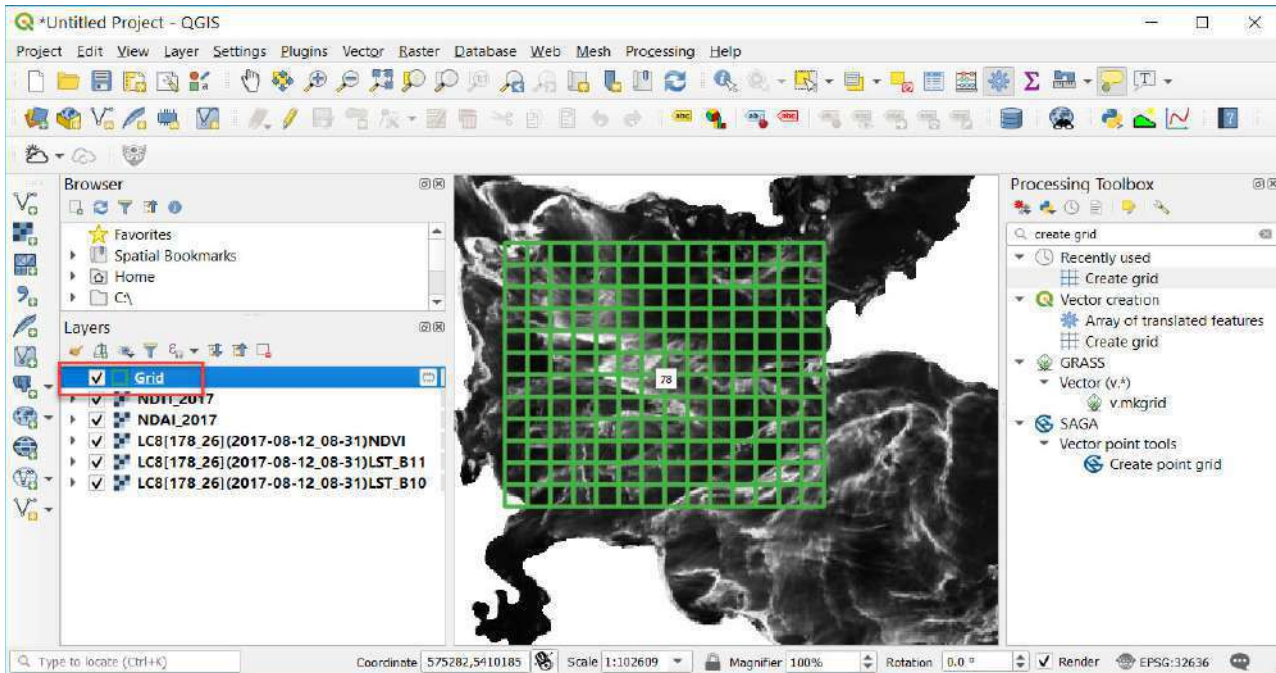 *Untitled Project - QGIS
Project Edit View Layer Settings Plugins Vector Raster Database Web Mesh Processing Help
Browser
Favorites
Spatial Bookmarks
Home
C:\
Layers
Grid
NDTI_2017
NDAI_2017
LC8[178_26](2017-08-12_08-31)NDVI
LC8[178_26](2017-08-12_08-31)LST_B11
LC8[178_26](2017-08-12_08-31)LST_B10
78
Processing Toolbox
create grid
Recently used
Create grid
Vector creation
Array of translated features
Create grid
GRASS
Vector (v.*)
v.mkgrid
SAGA
Vector point tools
Create point grid
Type to locate (Ctrl+K)
Coordinate 575282,5410185 Scale 1:102609 Magnifier 100% Rotation 0.0 ° Render EPSG:32636